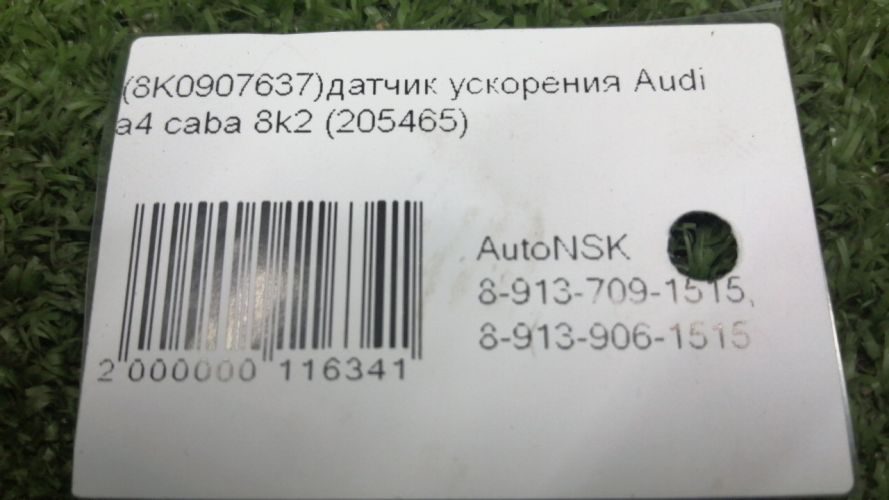 (8K0907637)датчик ускорения Audi
a4 caba 8k2 (205465)
AutoNSK
8-913-709-1515,
8-913-906-1515
2 000000 116341